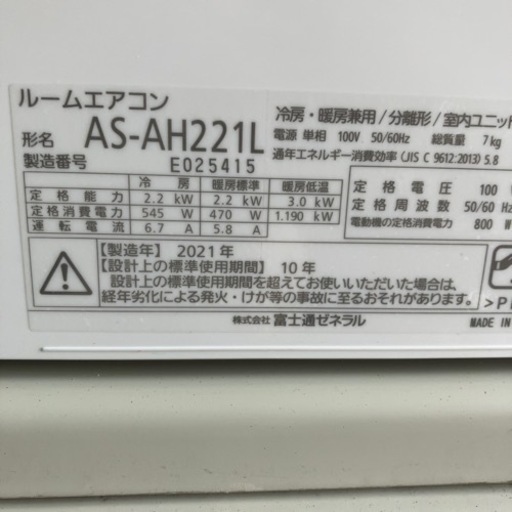 ルームエアコン
形名 AS-AH221L
製造番号 E025415
冷房・暖房兼用/分離形/室内ユニット
電源 単相 100V 50/60Hz 総質量 7kg
通年エネルギー消費効率(JIS C 9612:2013) 5.8
冷房 暖房標準 暖房低温
定格能力 2.2 kW 2.2 kW 3.0 kW
定格消費電力 545 W 470 W 1.190 kW
運転電流 6.7 A 5.8 A
定格電圧 100
定格周波数 50/60 Hz
電動機の定格消費電力 800 W
【製造年】2021年
【設計上の標準使用期間】10年
設計上の標準使用期間を超えてお使いいただいた場合は、
経年劣化による発火・けが等の事故に至るおそれがあります。
>P
株式会社 富士通ゼネラル
MADE IN